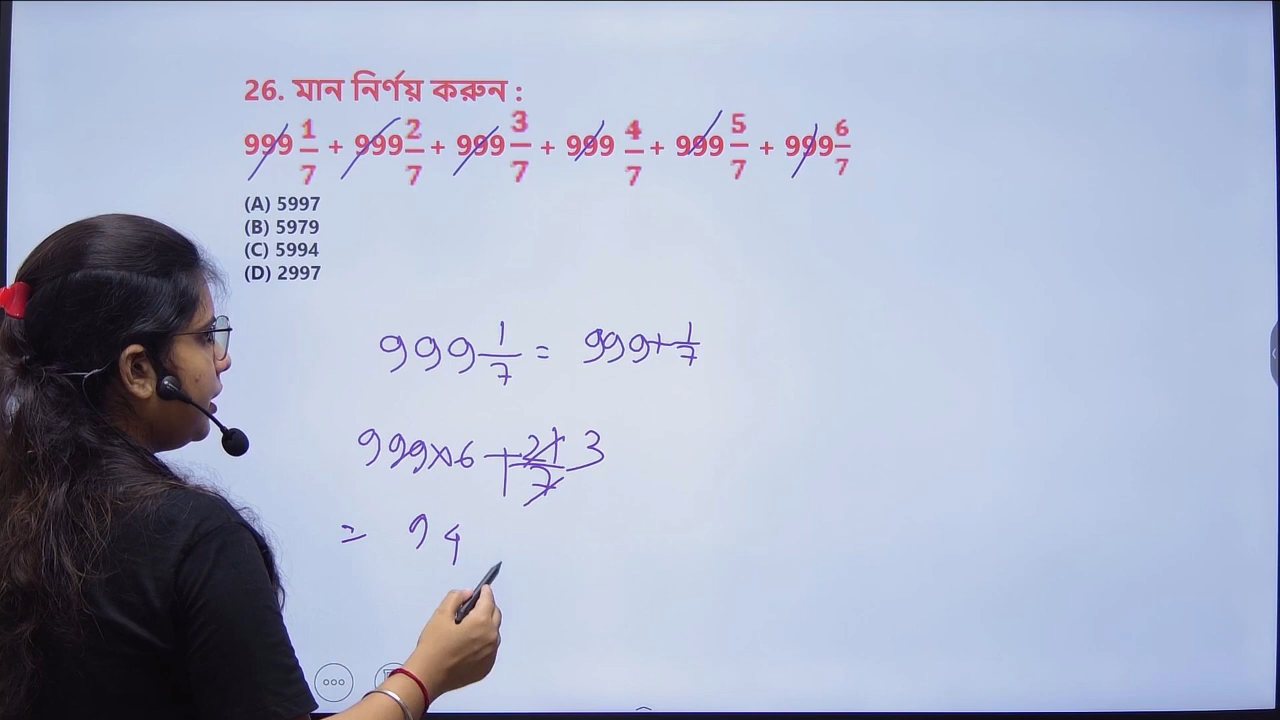 26. মান নির্ণয় করুন :
999 1/7 + 999 2/7 + 999 3/7 + 999 4/7 + 999 5/7 + 999 6/7
(A) 5997
(B) 5979
(C) 5994
(D) 2997
999 1/7 = 999 + 1/7
999 × 6 + 21/7 3
= 94